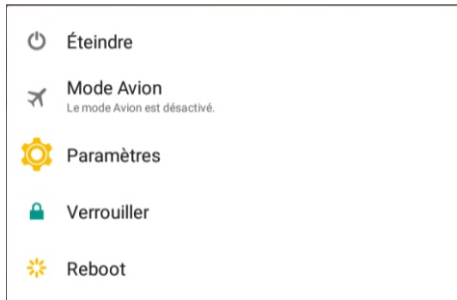 Éteindre
Mode Avion
Le mode Avion est désactivé.
Paramètres
Verrouiller
Reboot